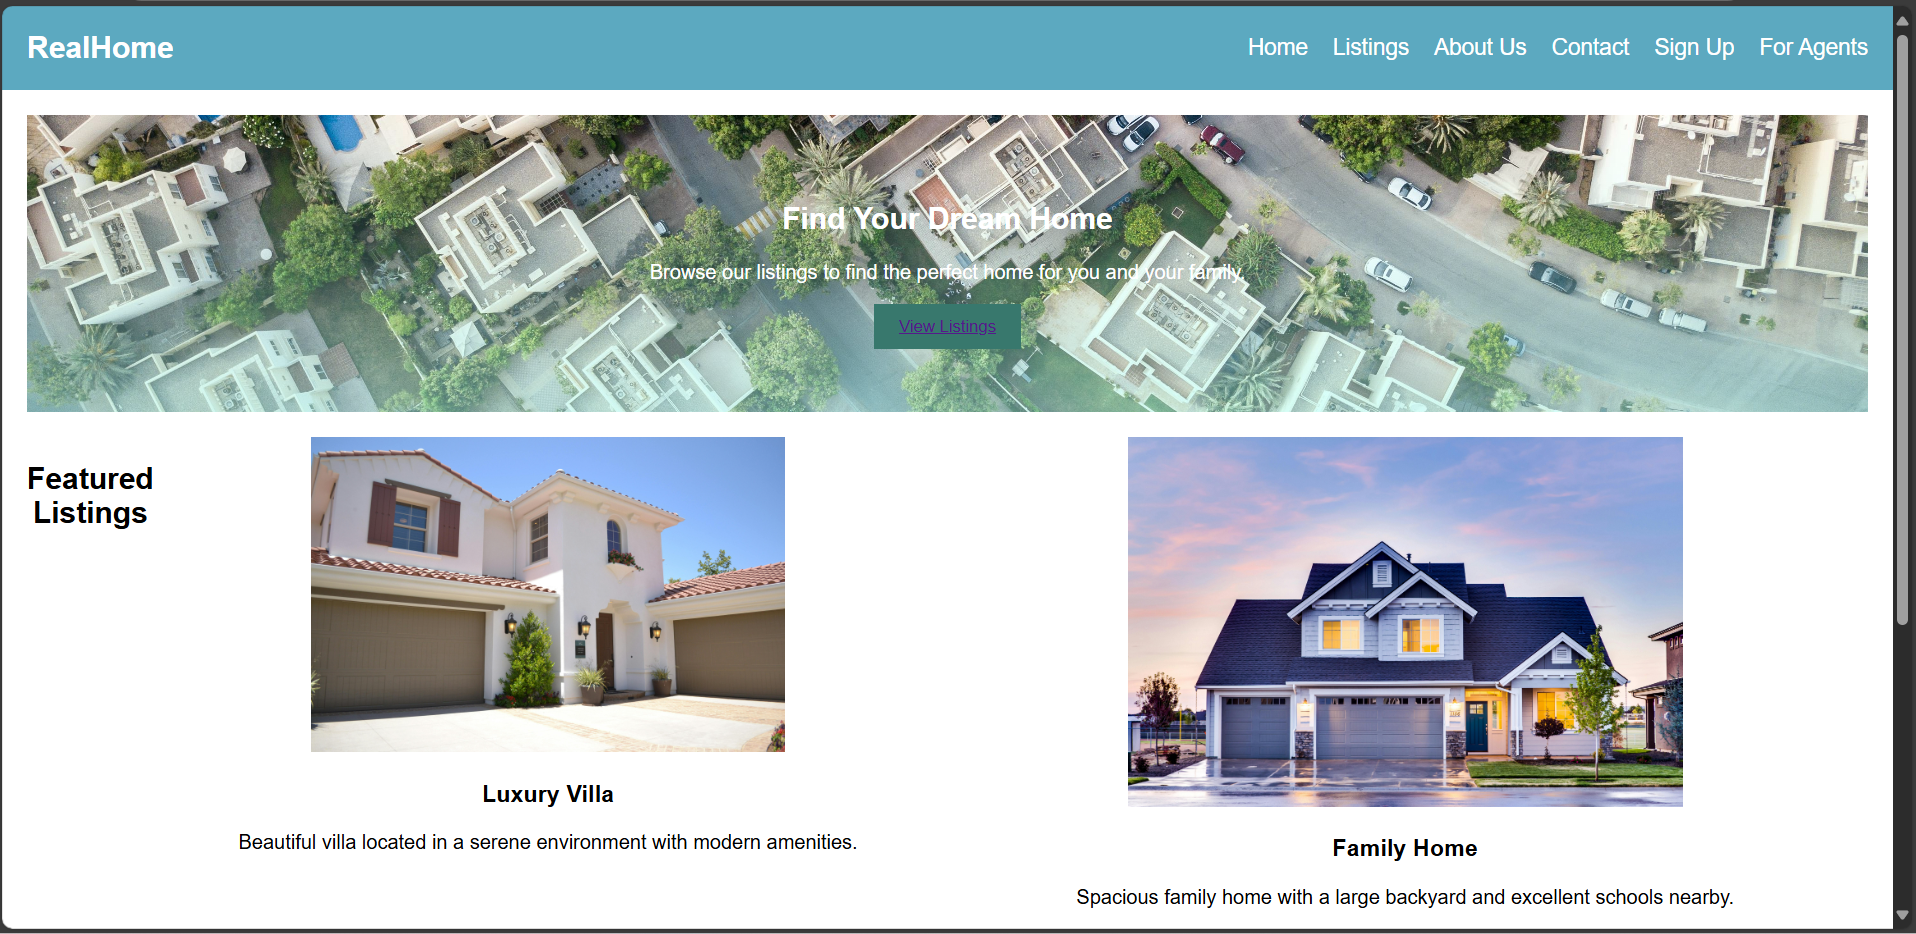 RealHome
Home Listings About Us Contact Sign Up For Agents
Find Your Dream Home
Browse our listings to find the perfect home for you and your family.
View Listings
Featured
Listings
Luxury Villa
Beautiful villa located in a serene environment with modern amenities.
Family Home
Spacious family home with a large backyard and excellent schools nearby.